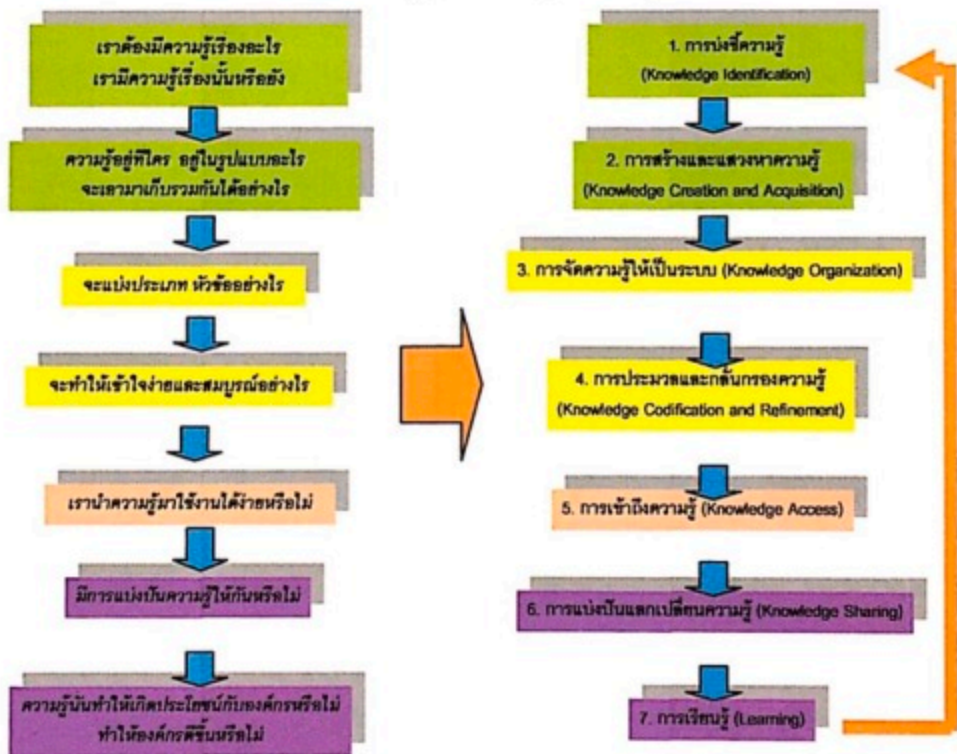 เราต้องมีความรู้เรื่องอะไร
เรามีความรู้เรื่องนั้นหรือยัง
ความรู้อยู่ที่ใคร อยู่ในรูปแบบอะไร
จะเอามาเก็บรวมกันได้อย่างไร
จะแบ่งประเภท หัวข้ออย่างไร
จะทำให้เข้าใจง่ายและสมบูรณ์อย่างไร
เรานำความรู้มาใช้งานได้ง่ายหรือไม่
มีการแบ่งปันความรู้ให้กันหรือไม่
ความรู้นั้นทำให้เกิดประโยชน์กับองค์กรหรือไม่
ทำให้องค์กรดีขึ้นหรือไม่
1. การบ่งชี้ความรู้
(Knowledge Identification)
2. การสร้างและแสวงหาความรู้
(Knowledge Creation and Acquisition)
3. การจัดความรู้ให้เป็นระบบ (Knowledge Organization)
4. การประมวลและกลั่นกรองความรู้
(Knowledge Codification and Refinement)
5. การเข้าถึงความรู้ (Knowledge Access)
6. การแบ่งปันแลกเปลี่ยนความรู้ (Knowledge Sharing)
7. การเรียนรู้ (Learning)